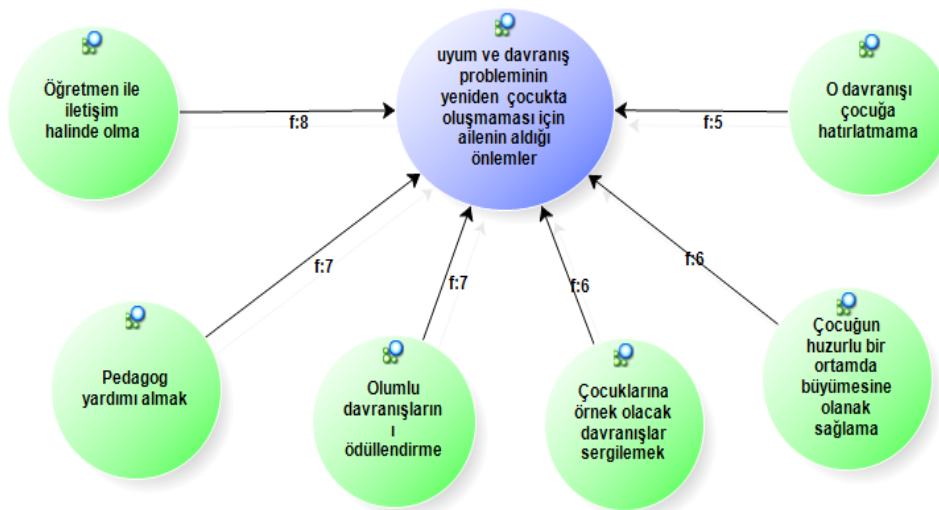 Öğretmen ile
iletişim
halinde olma
uyum ve davranış
probleminin
yeniden çocukta
oluşmaması için
ailenin aldığı
önlemler
O davranışı
çocuğa
hatırlatmama
f:8
f:5
f:7
f:7
f:6
f:6
Pedagog
yardımı almak
Olumlu
davranışların
ı
ödüllendirme
Çocuklarına
örnek olacak
davranışlar
sergilemek
Çocuğun
huzurlu bir
ortamda
büyümesine
olanak
sağlama